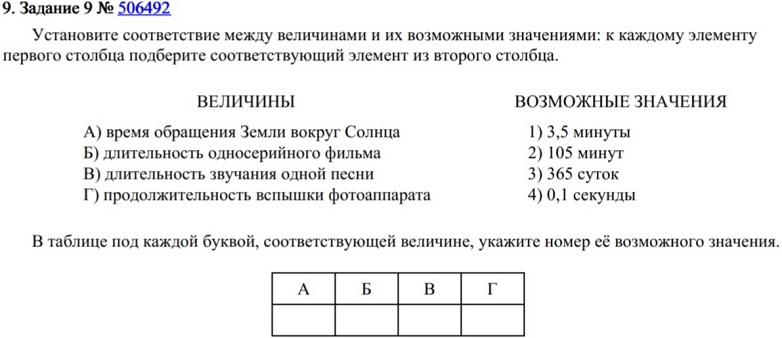 9. Задание 9 № 506492
Установите соответствие между величинами и их возможными значениями: к каждому элементу
первого столбца подберите соответствующий элемент из второго столбца.
ВЕЛИЧИНЫ
А) время обращения Земли вокруг Солнца
Б) длительность односерийного фильма
В) длительность звучания одной песни
Г) продолжительность вспышки фотоаппарата
ВОЗМОЖНЫЕ ЗНАЧЕНИЯ
1) 3,5 минуты
2) 105 минут
3) 365 суток
4) 0,1 секунды
В таблице под каждой буквой, соответствующей величине, укажите номер её возможного значения.
А Б В Г